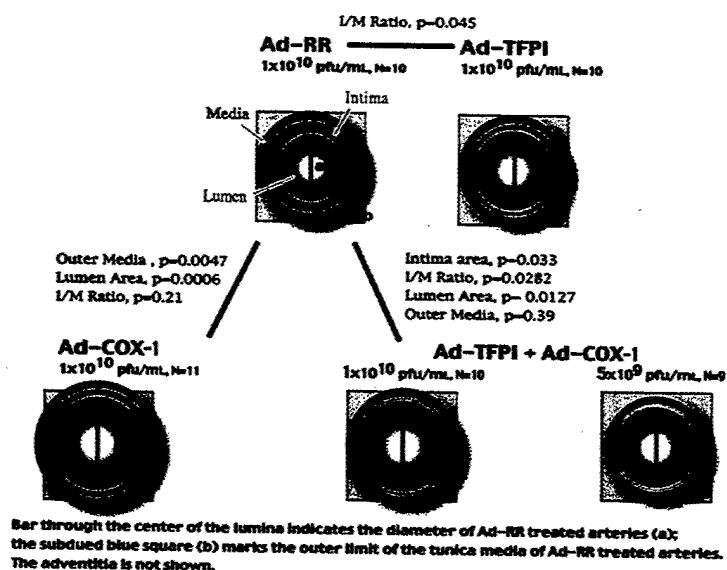 I/M Ratio, p=0.045
Ad–RR
1x10¹⁰ pfu/mL, N=10
Ad–TFPI
1x10¹⁰ pfu/mL, N=10
Media
Intima
Lumen
Outer Media , p=0.0047
Lumen Area, p=0.0006
I/M Ratio, p=0.21
Intima area, p=0.033
I/M Ratio, p=0.0282
Lumen Area, p= 0.0127
Outer Media, p=0.39
Ad–COX-1
1x10¹⁰ pfu/mL, N=11
Ad–TFPI + Ad–COX-1
1x10¹⁰ pfu/mL, N=10
5x10⁹ pfu/mL, N=9
Bar through the center of the lumina indicates the diameter of Ad–RR treated arteries (a);
the subdued blue square (b) marks the outer limit of the tunica media of Ad–RR treated arteries.
The adventitia is not shown.